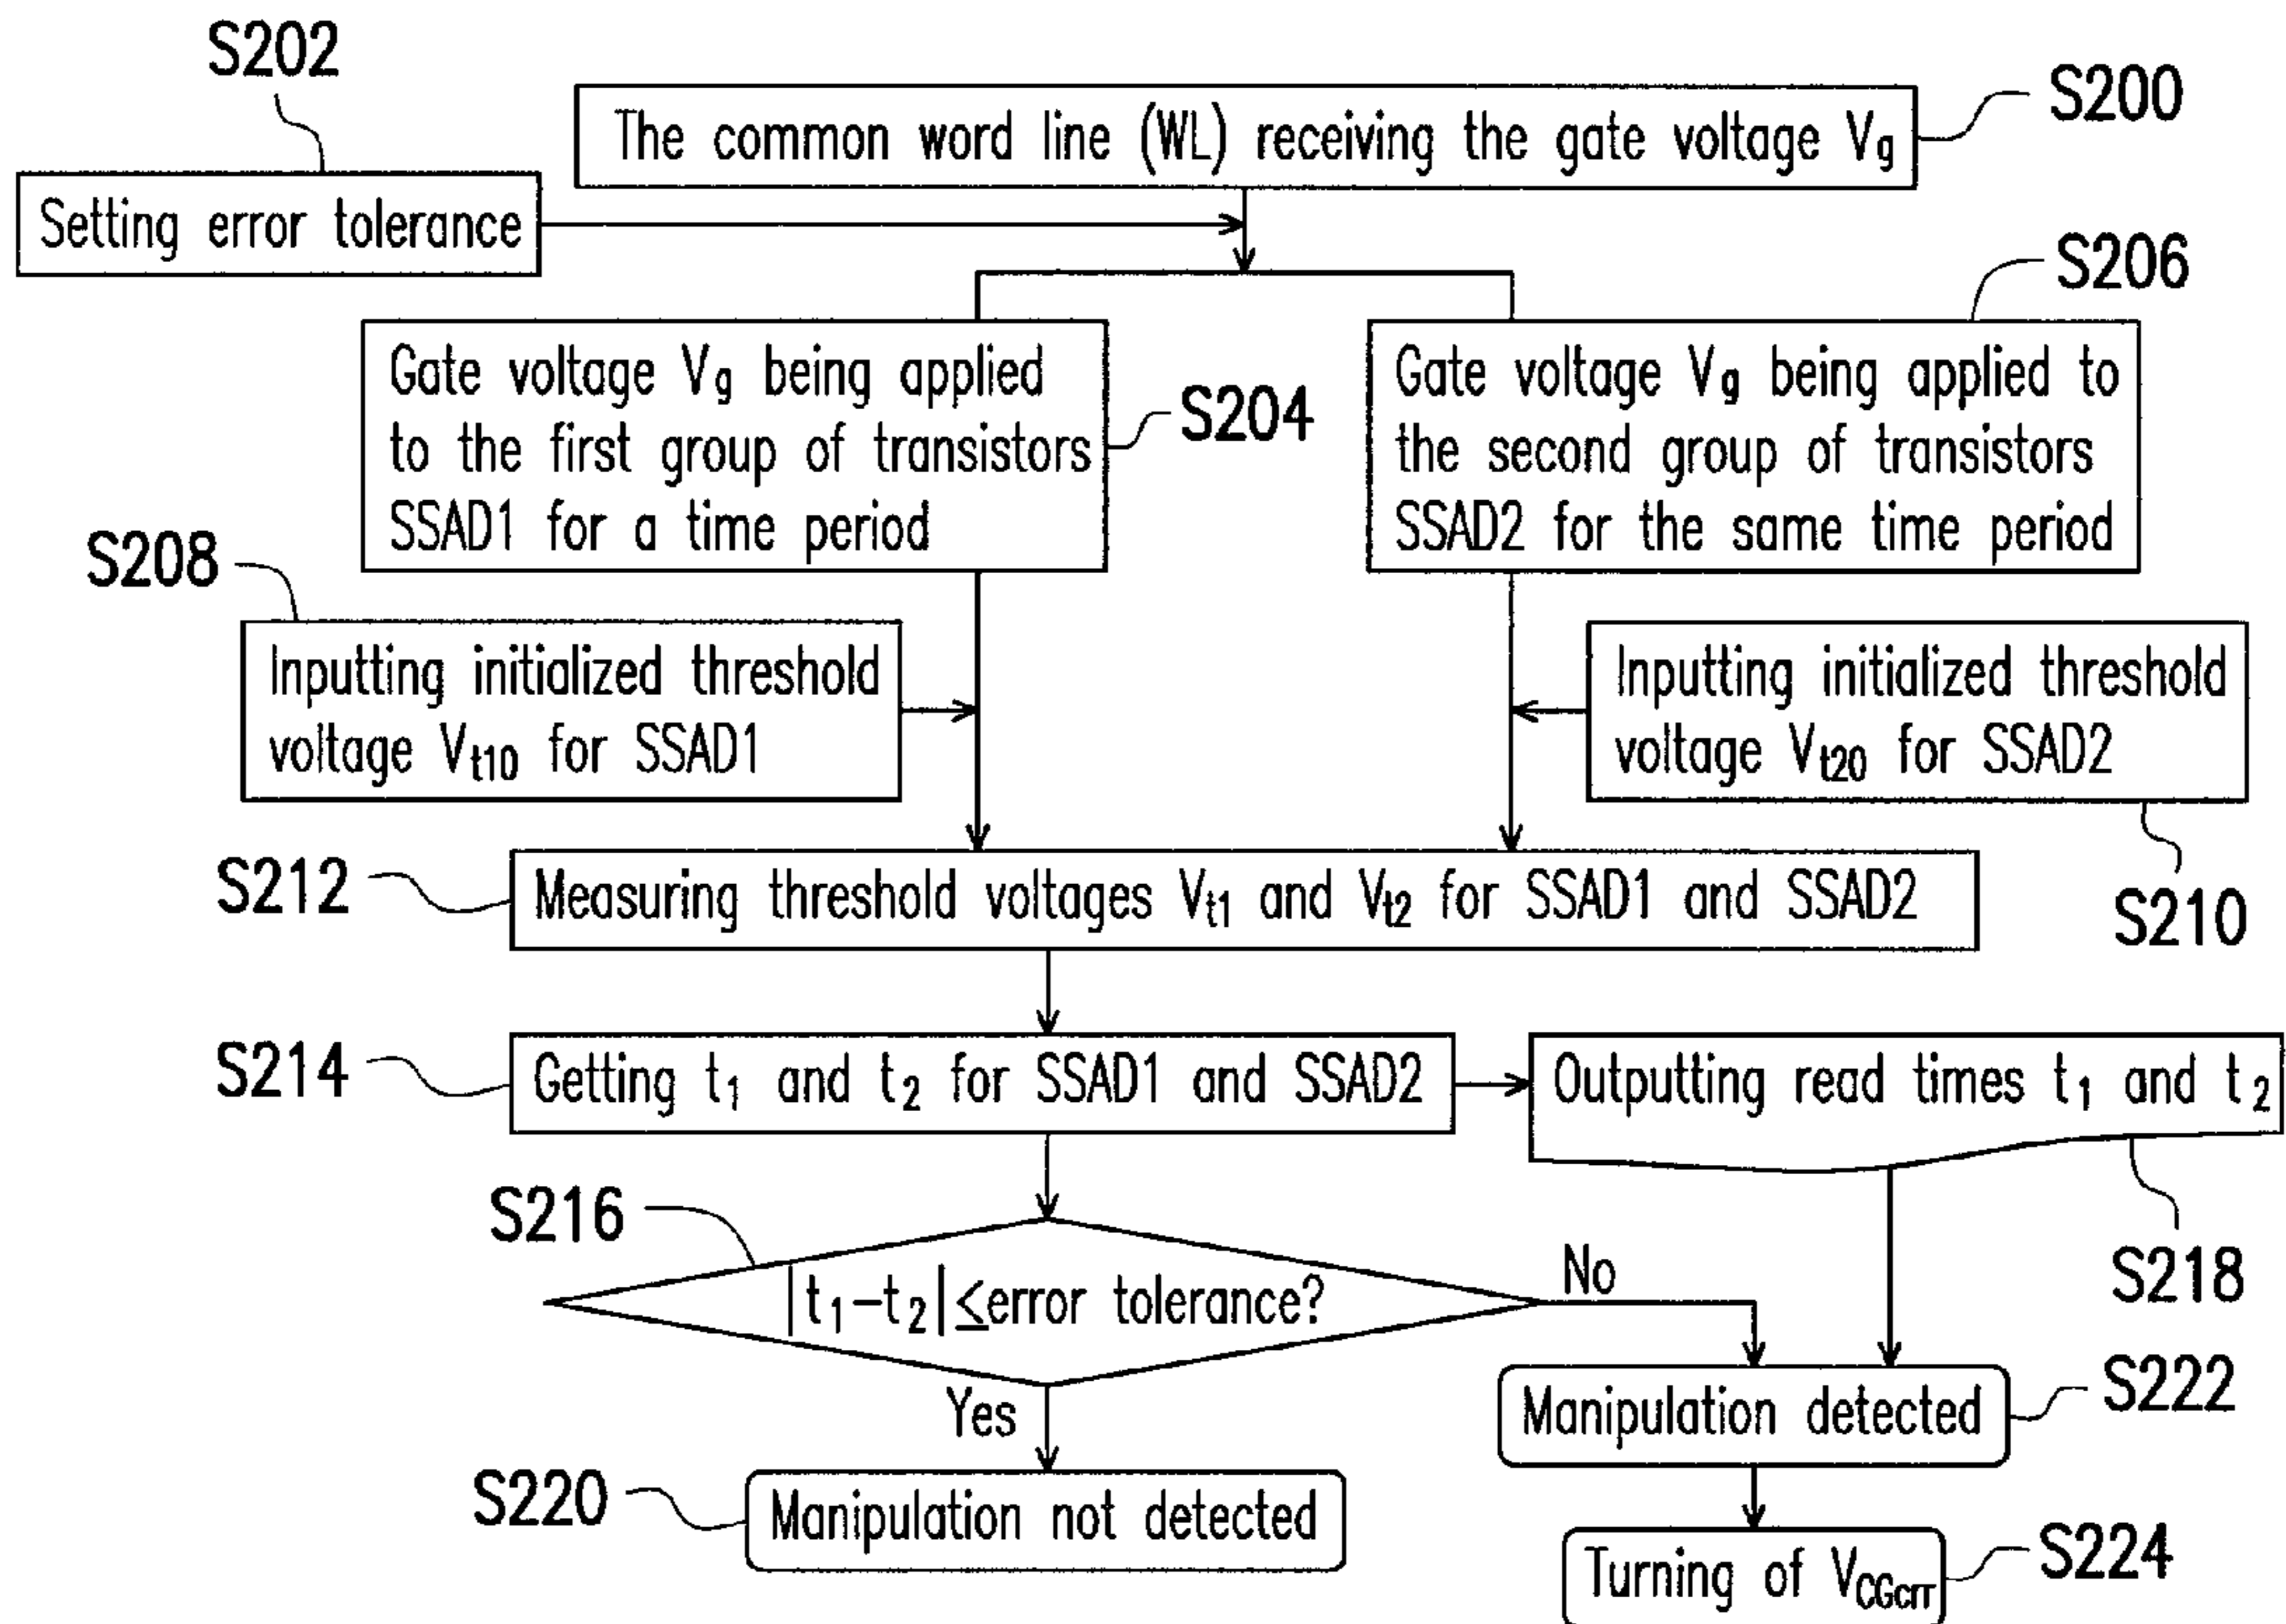 S202
The common word line (WL) receiving the gate voltage Vg
S200
Setting error tolerance
S206
Gate voltage Vg being applied
to the first group of transistors
SSAD1 for a time period
S204
Gate voltage Vg being applied to
the second group of transistors
SSAD2 for the same time period
S208
Inputting initialized threshold
voltage Vt10 for SSAD1
Inputting initialized threshold
voltage Vt20 for SSAD2
S210
S212
Measuring threshold voltages Vt1 and Vt2 for SSAD1 and SSAD2
S214
Getting t1 and t2 for SSAD1 and SSAD2
Outputting read times t1 and t2
S218
S216
|t1-t2|≤error tolerance?
No
Yes
Manipulation detected
S222
S220
Manipulation not detected
Turning of VCGcrr
S224